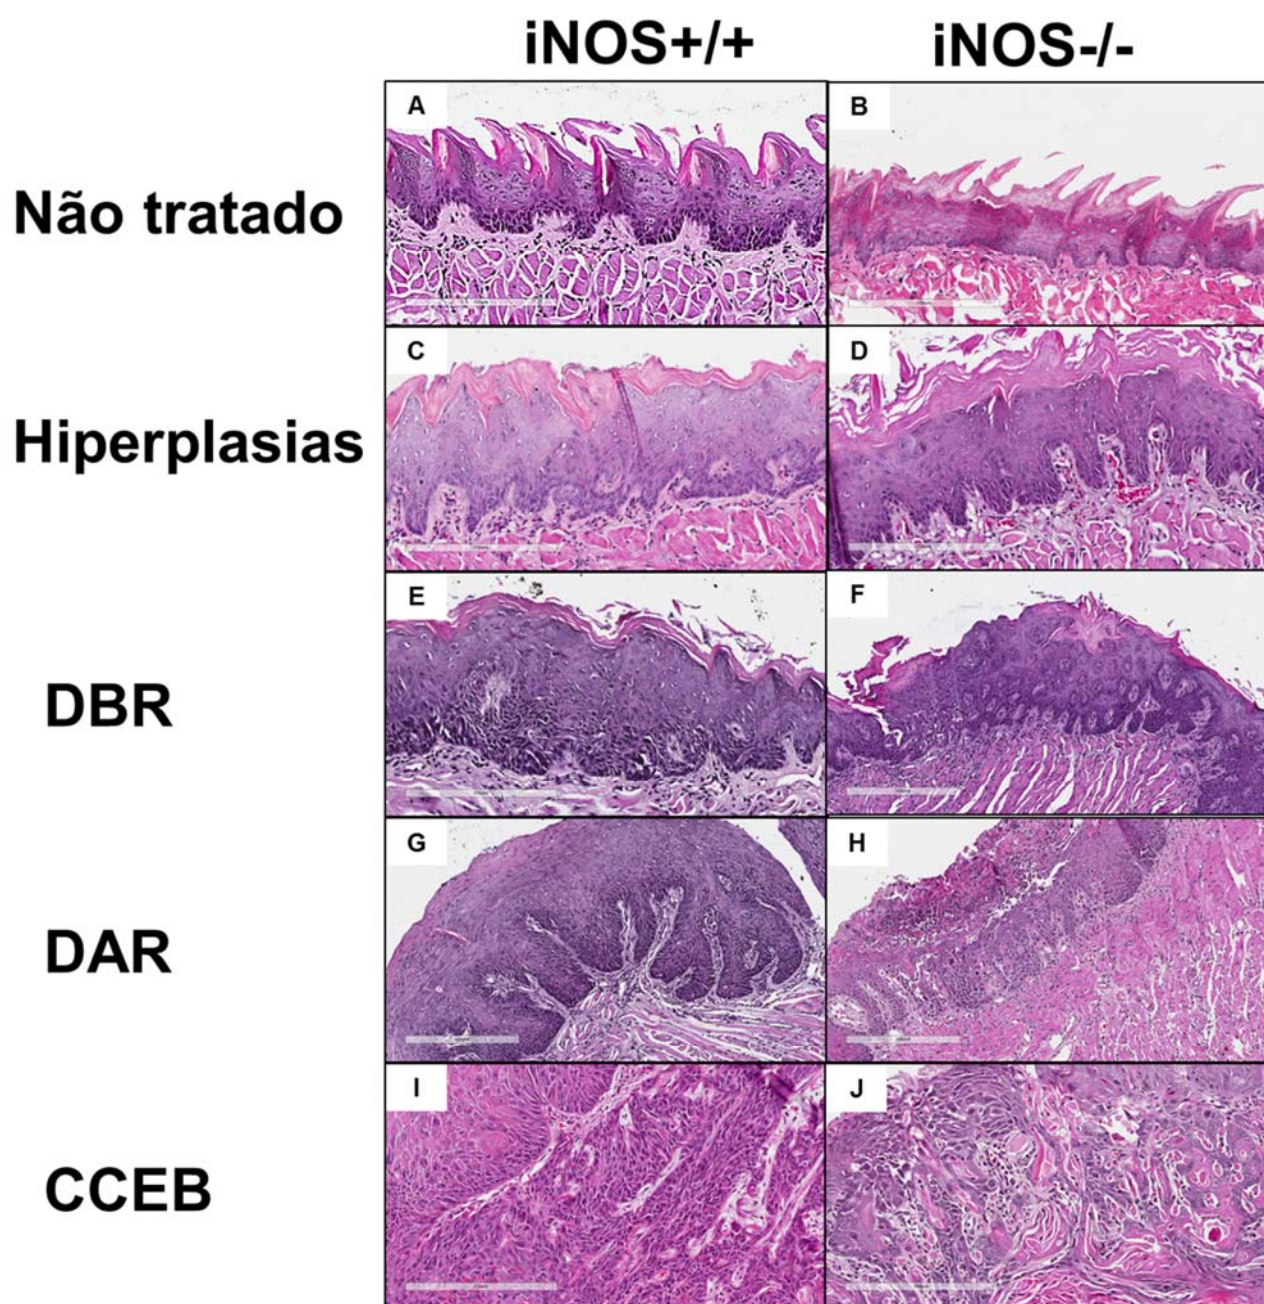 iNOS+/+ iNOS-/-
A B
Não tratado
C D
Hiperplasias
E F
DBR
G H
DAR
I J
CCEB